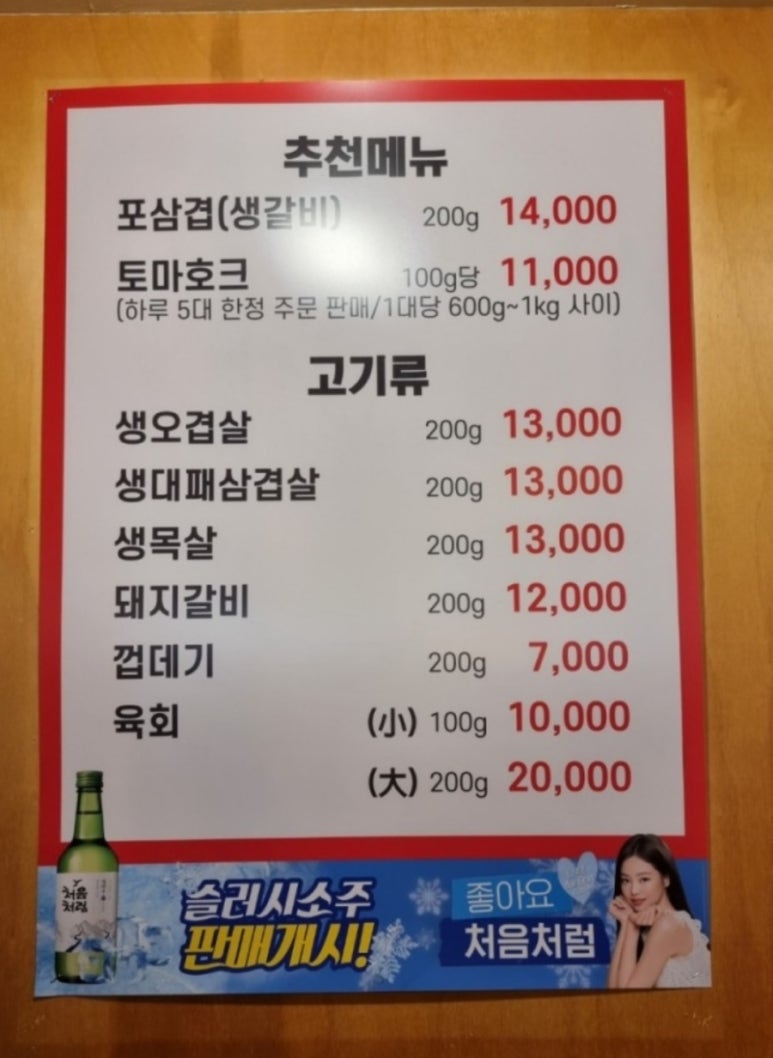 추천메뉴
포삼겹(생갈비) 200g 14,000
토마호크 100g당 11,000
(하루 5대 한정 주문 판매/1대당 600g~1kg 사이)
고기류
생오겹살 200g 13,000
생대패삼겹살 200g 13,000
생목살 200g 13,000
돼지갈비 200g 12,000
껍데기 200g 7,000
육회 (小) 100g 10,000
(大) 200g 20,000
처음
처럼
슬러시소주
판매개시!
좋아요
처음처럼